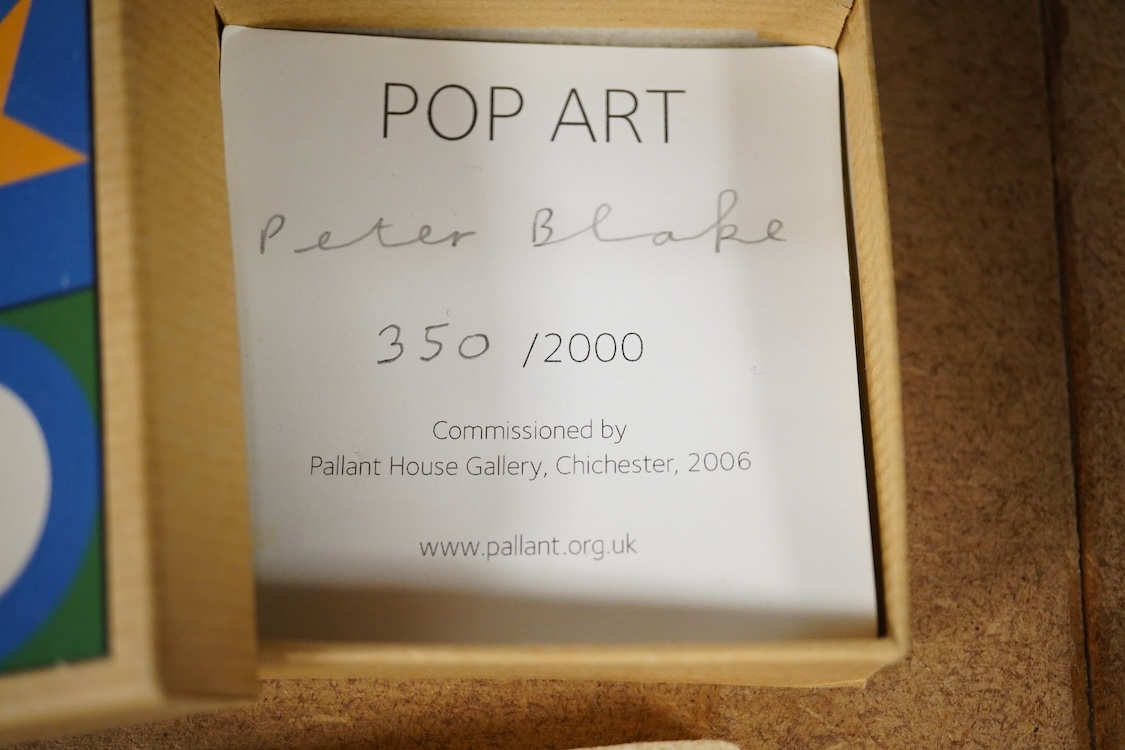 POP ART
Peter Blake
350 /2000
Commissioned by
Pallant House Gallery, Chichester, 2006
www.pallant.org.uk